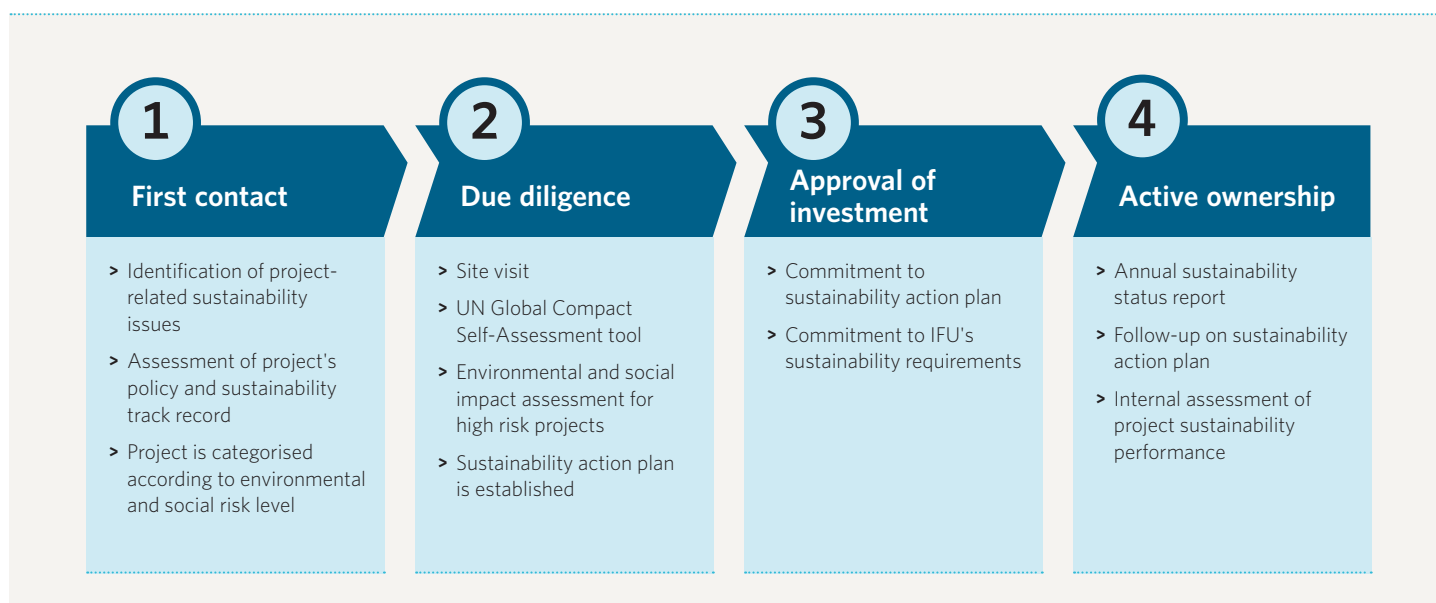 1
First contact
> Identification of project-
related sustainability
issues
> Assessment of project's
policy and sustainability
track record
> Project is categorised
according to environmental
and social risk level
2
Due diligence
> Site visit
> UN Global Compact
Self-Assessment tool
> Environmental and social
impact assessment for
high risk projects
> Sustainability action plan
is established
3
Approval of
investment
> Commitment to
sustainability action plan
> Commitment to IFU's
sustainability requirements
4
Active ownership
> Annual sustainability
status report
> Follow-up on sustainability
action plan
> Internal assessment of
project sustainability
performance